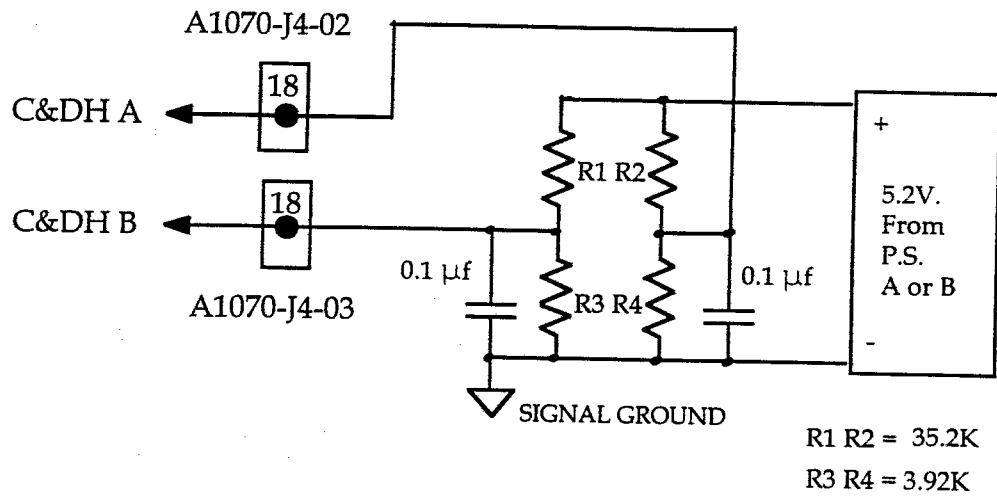 A1070-J4-02
18
C&DH A
18
C&DH B
A1070-J4-03
R1 R2
R3 R4
0.1 µf
0.1 µf
+
5.2V.
From
P.S.
A or B
-
SIGNAL GROUND
R1 R2 = 35.2K
R3 R4 = 3.92K